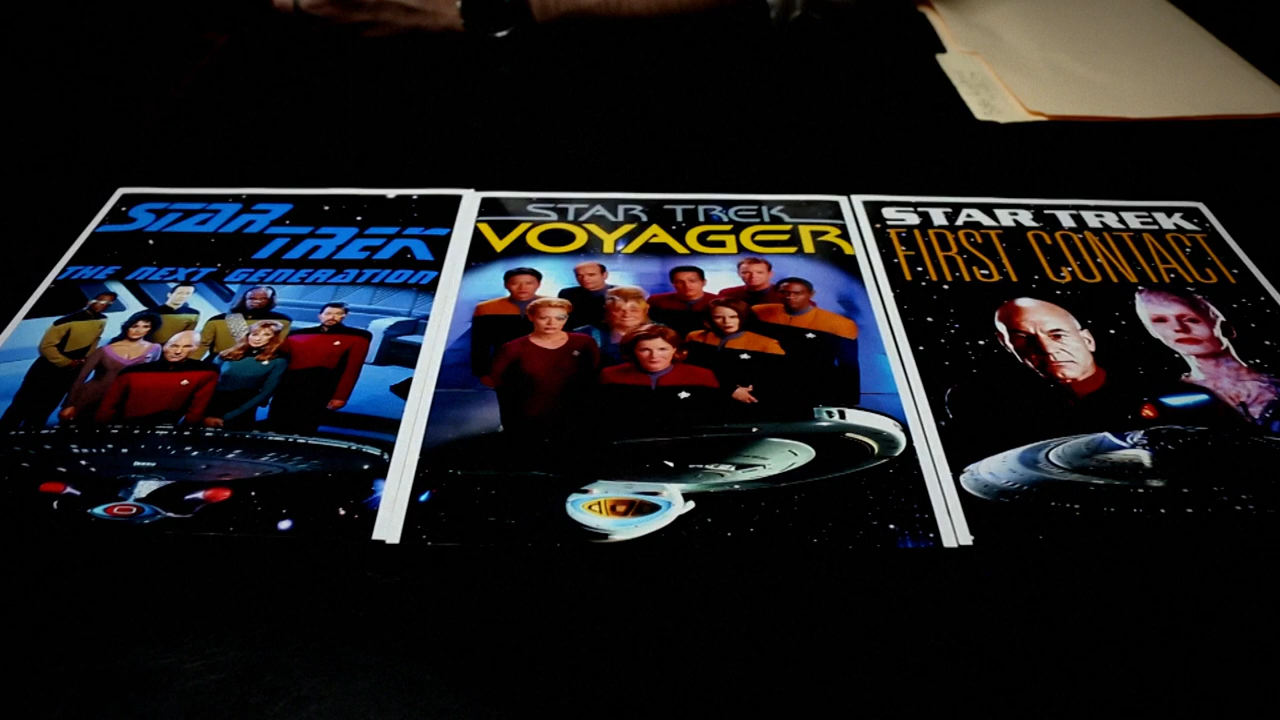 STAR
TREK
THE NEXT GENERATION
STAR TREK
VOYAGER
STAR TREK
FIRST CONTACT